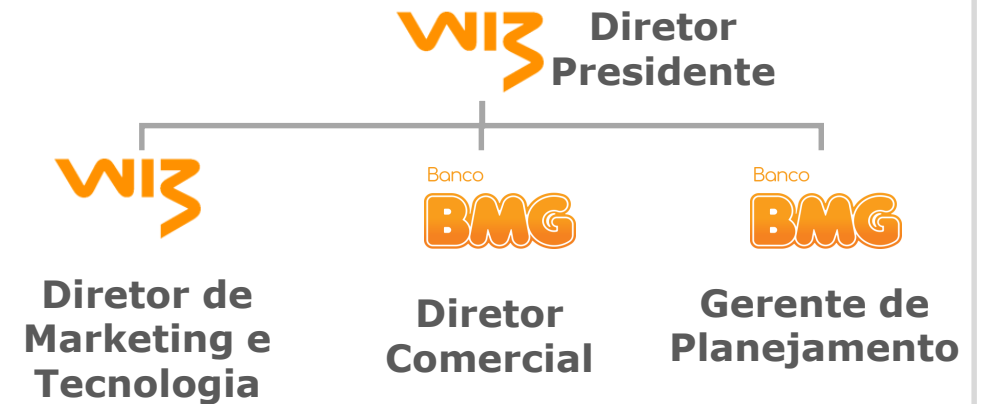 wiz
Diretor
Presidente
wiz
Diretor de
Marketing e
Tecnologia
Banco
BMG
Diretor
Comercial
Banco
BMG
Gerente de
Planejamento